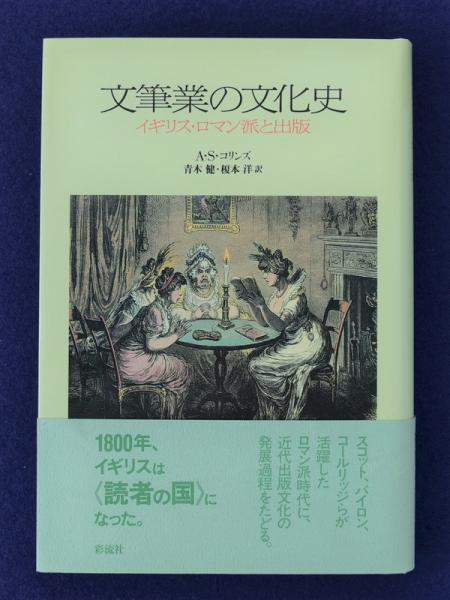 文筆業の文化史
イギリス・ロマン派と出版
A・S・コリンズ
青木 健・榎本 洋 訳
1800年、
イギリスは
〈読者の国〉に
なった。
スコット、バイロン、
コールリッジらが
活躍した
ロマン派時代に、
近代出版文化の
発展過程をたどる。
彩流社